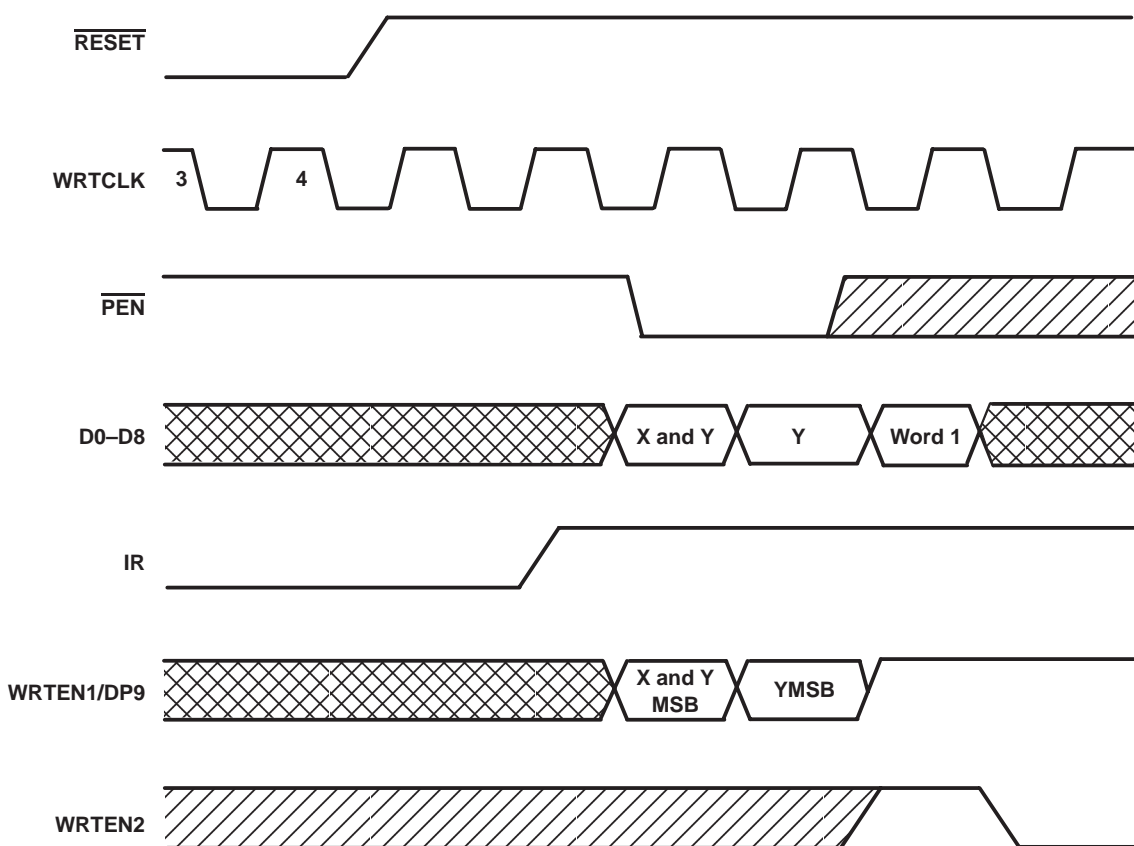 RESET
WRTCLK
3
4
PEN
D0–D8
X and Y
Y
Word 1
IR
WRTEN1/DP9
X and Y
MSB
YMSB
WRTEN2